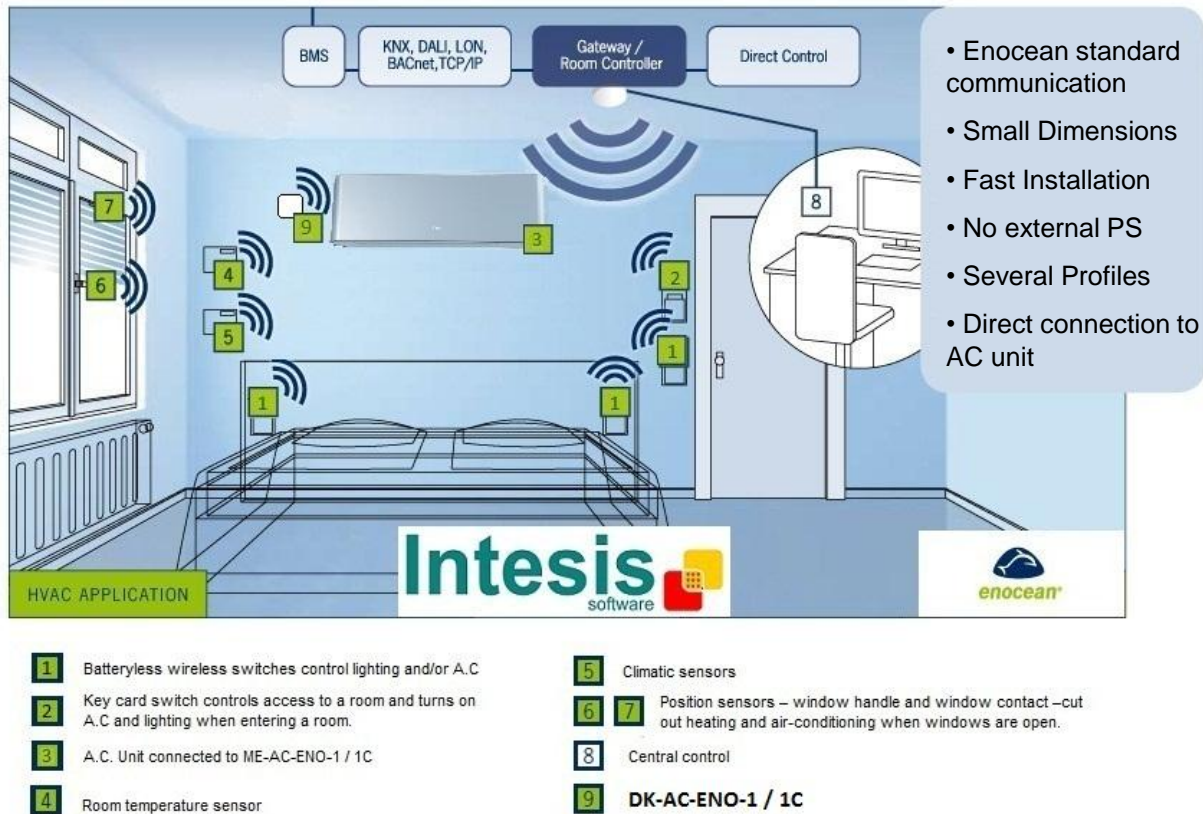 BMS
KNX, DALI, LON,
BACnet,TCP/IP
Gateway /
Room Controller
Direct Control
• Enocean standard
communication
• Small Dimensions
• Fast Installation
• No external PS
• Several Profiles
• Direct connection to
AC unit
7
6
9
3
4
5
2
1
8
1
1
HVAC APPLICATION
Intesis
software
enocean®
1 Batteryless wireless switches control lighting and/or A.C
2 Key card switch controls access to a room and turns on
A.C and lighting when entering a room.
3 A.C. Unit connected to ME-AC-ENO-1 / 1C
4 Room temperature sensor
5 Climatic sensors
6 7 Position sensors – window handle and window contact –cut
out heating and air-conditioning when windows are open.
8 Central control
9 DK-AC-ENO-1 / 1C